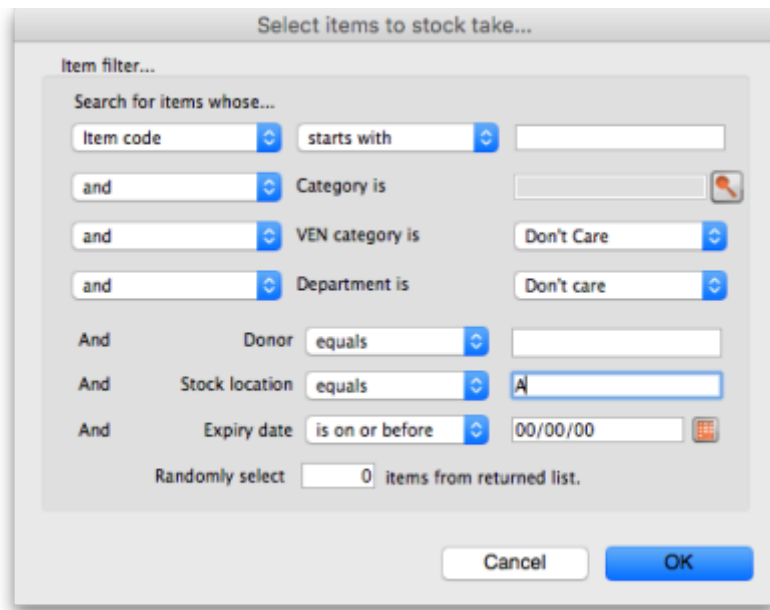 Select items to stock take...
Item filter...
Search for items whose...
Item code starts with
and Category is
and VEN category is Don't Care
and Department is Don't care
And Donor equals
And Stock location equals A
And Expiry date is on or before 00/00/00
Randomly select 0 items from returned list.
Cancel OK